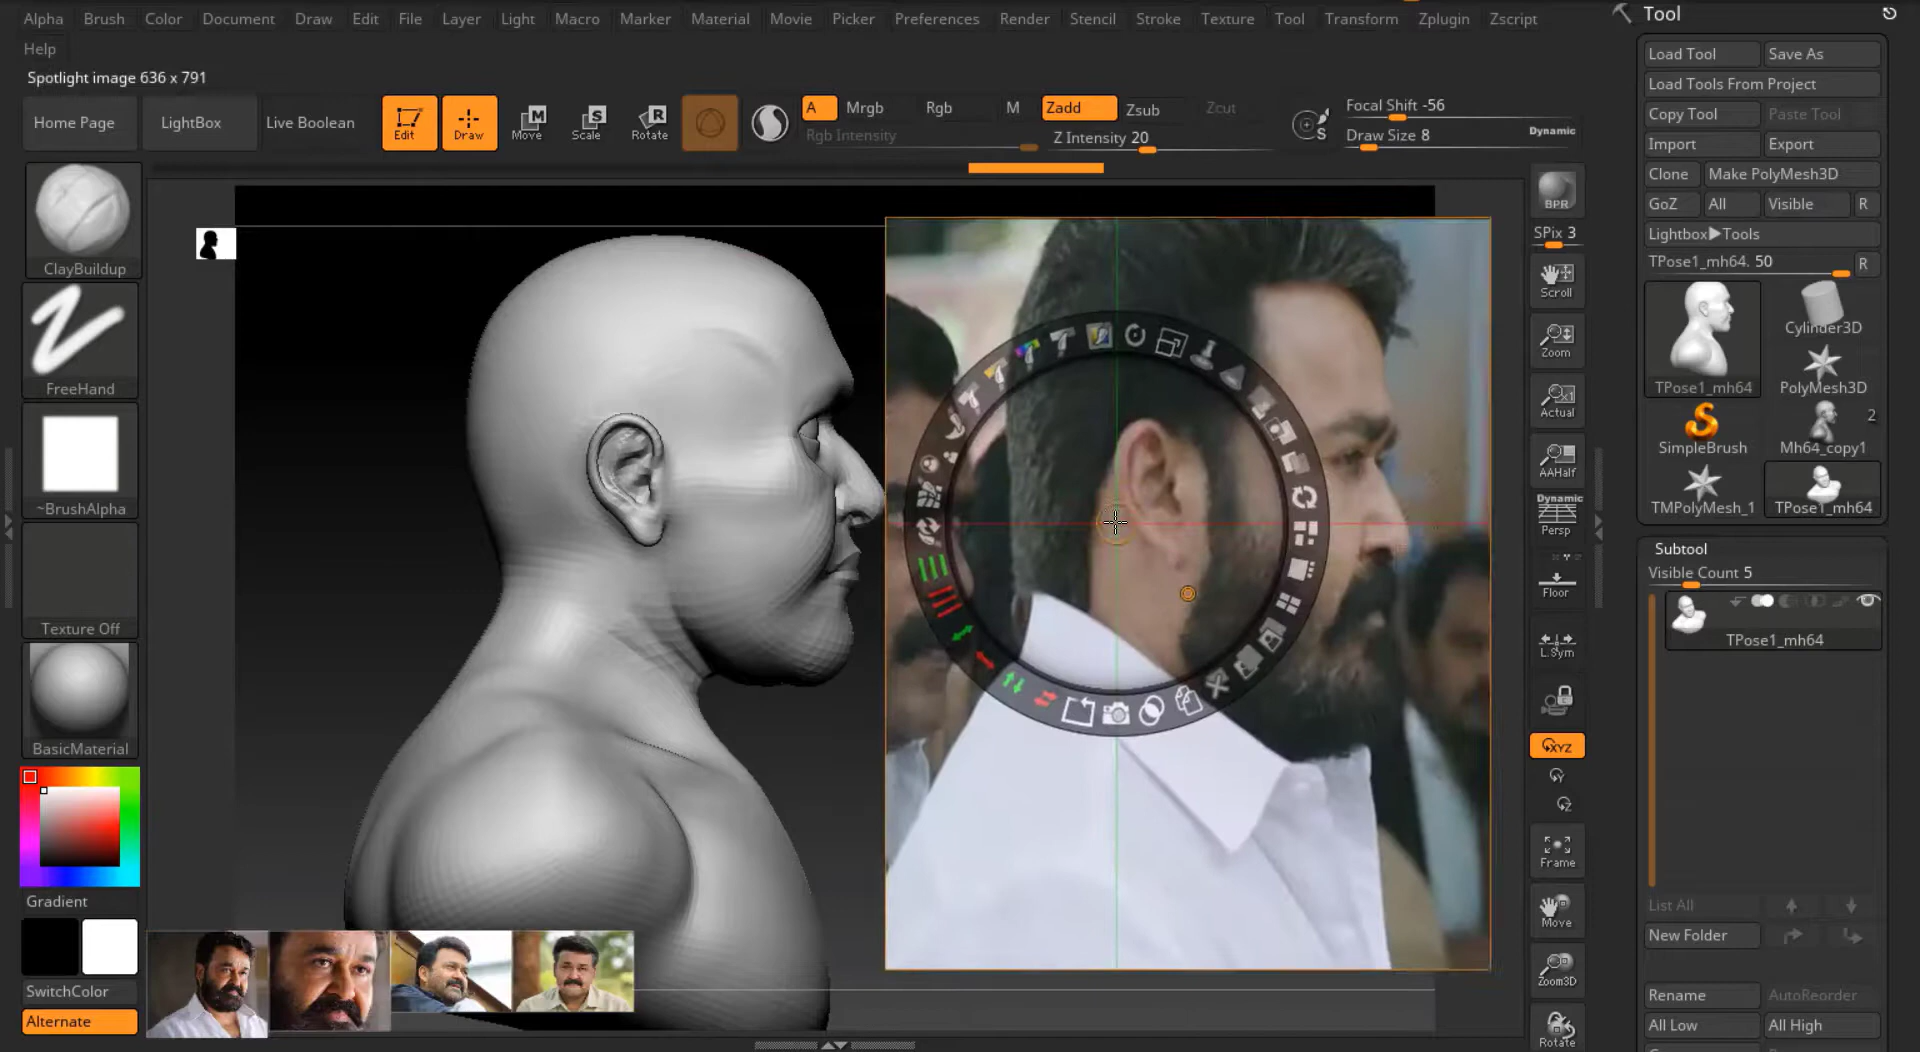 Alpha Brush Color Document Draw Edit File Layer Light Macro Marker Material Movie Picker Preferences Render Stencil Stroke Texture Tool Transform Zplugin Zscript
Help
Spotlight image 636 x 791
Home Page
LightBox
Live Boolean
Edit
Draw
Move
M
Scale
S
Rotate
R
A
Mrgb
Rgb
M
Zadd
Zsub
Zcut
Rgb Intensity
Z Intensity 20
S
Focal Shift -56
Draw Size 8
Dynamic
ClayBuildup
FreeHand
~BrushAlpha
Texture Off
BasicMaterial
Gradient
SwitchColor
Alternate
BPR
SPix 3
Scroll
Zoom
Actual
AAHalf
Dynamic
Persp
Floor
L.Sym
XYZ
Y
Z
Frame
Move
Zoom3D
Rotate
Tool
Load Tool Save As
Load Tools From Project
Copy Tool Paste Tool
Import Export
Clone Make PolyMesh3D
GoZ All Visible R
Lightbox▶Tools
TPose1_mh64. 50 R
TPose1_mh64
Cylinder3D
PolyMesh3D
SimpleBrush
2
Mh64_copy1
TMPolyMesh_1
TPose1_mh64
Subtool
Visible Count 5
TPose1_mh64
List All
New Folder
Rename AutoReorder
All Low All High